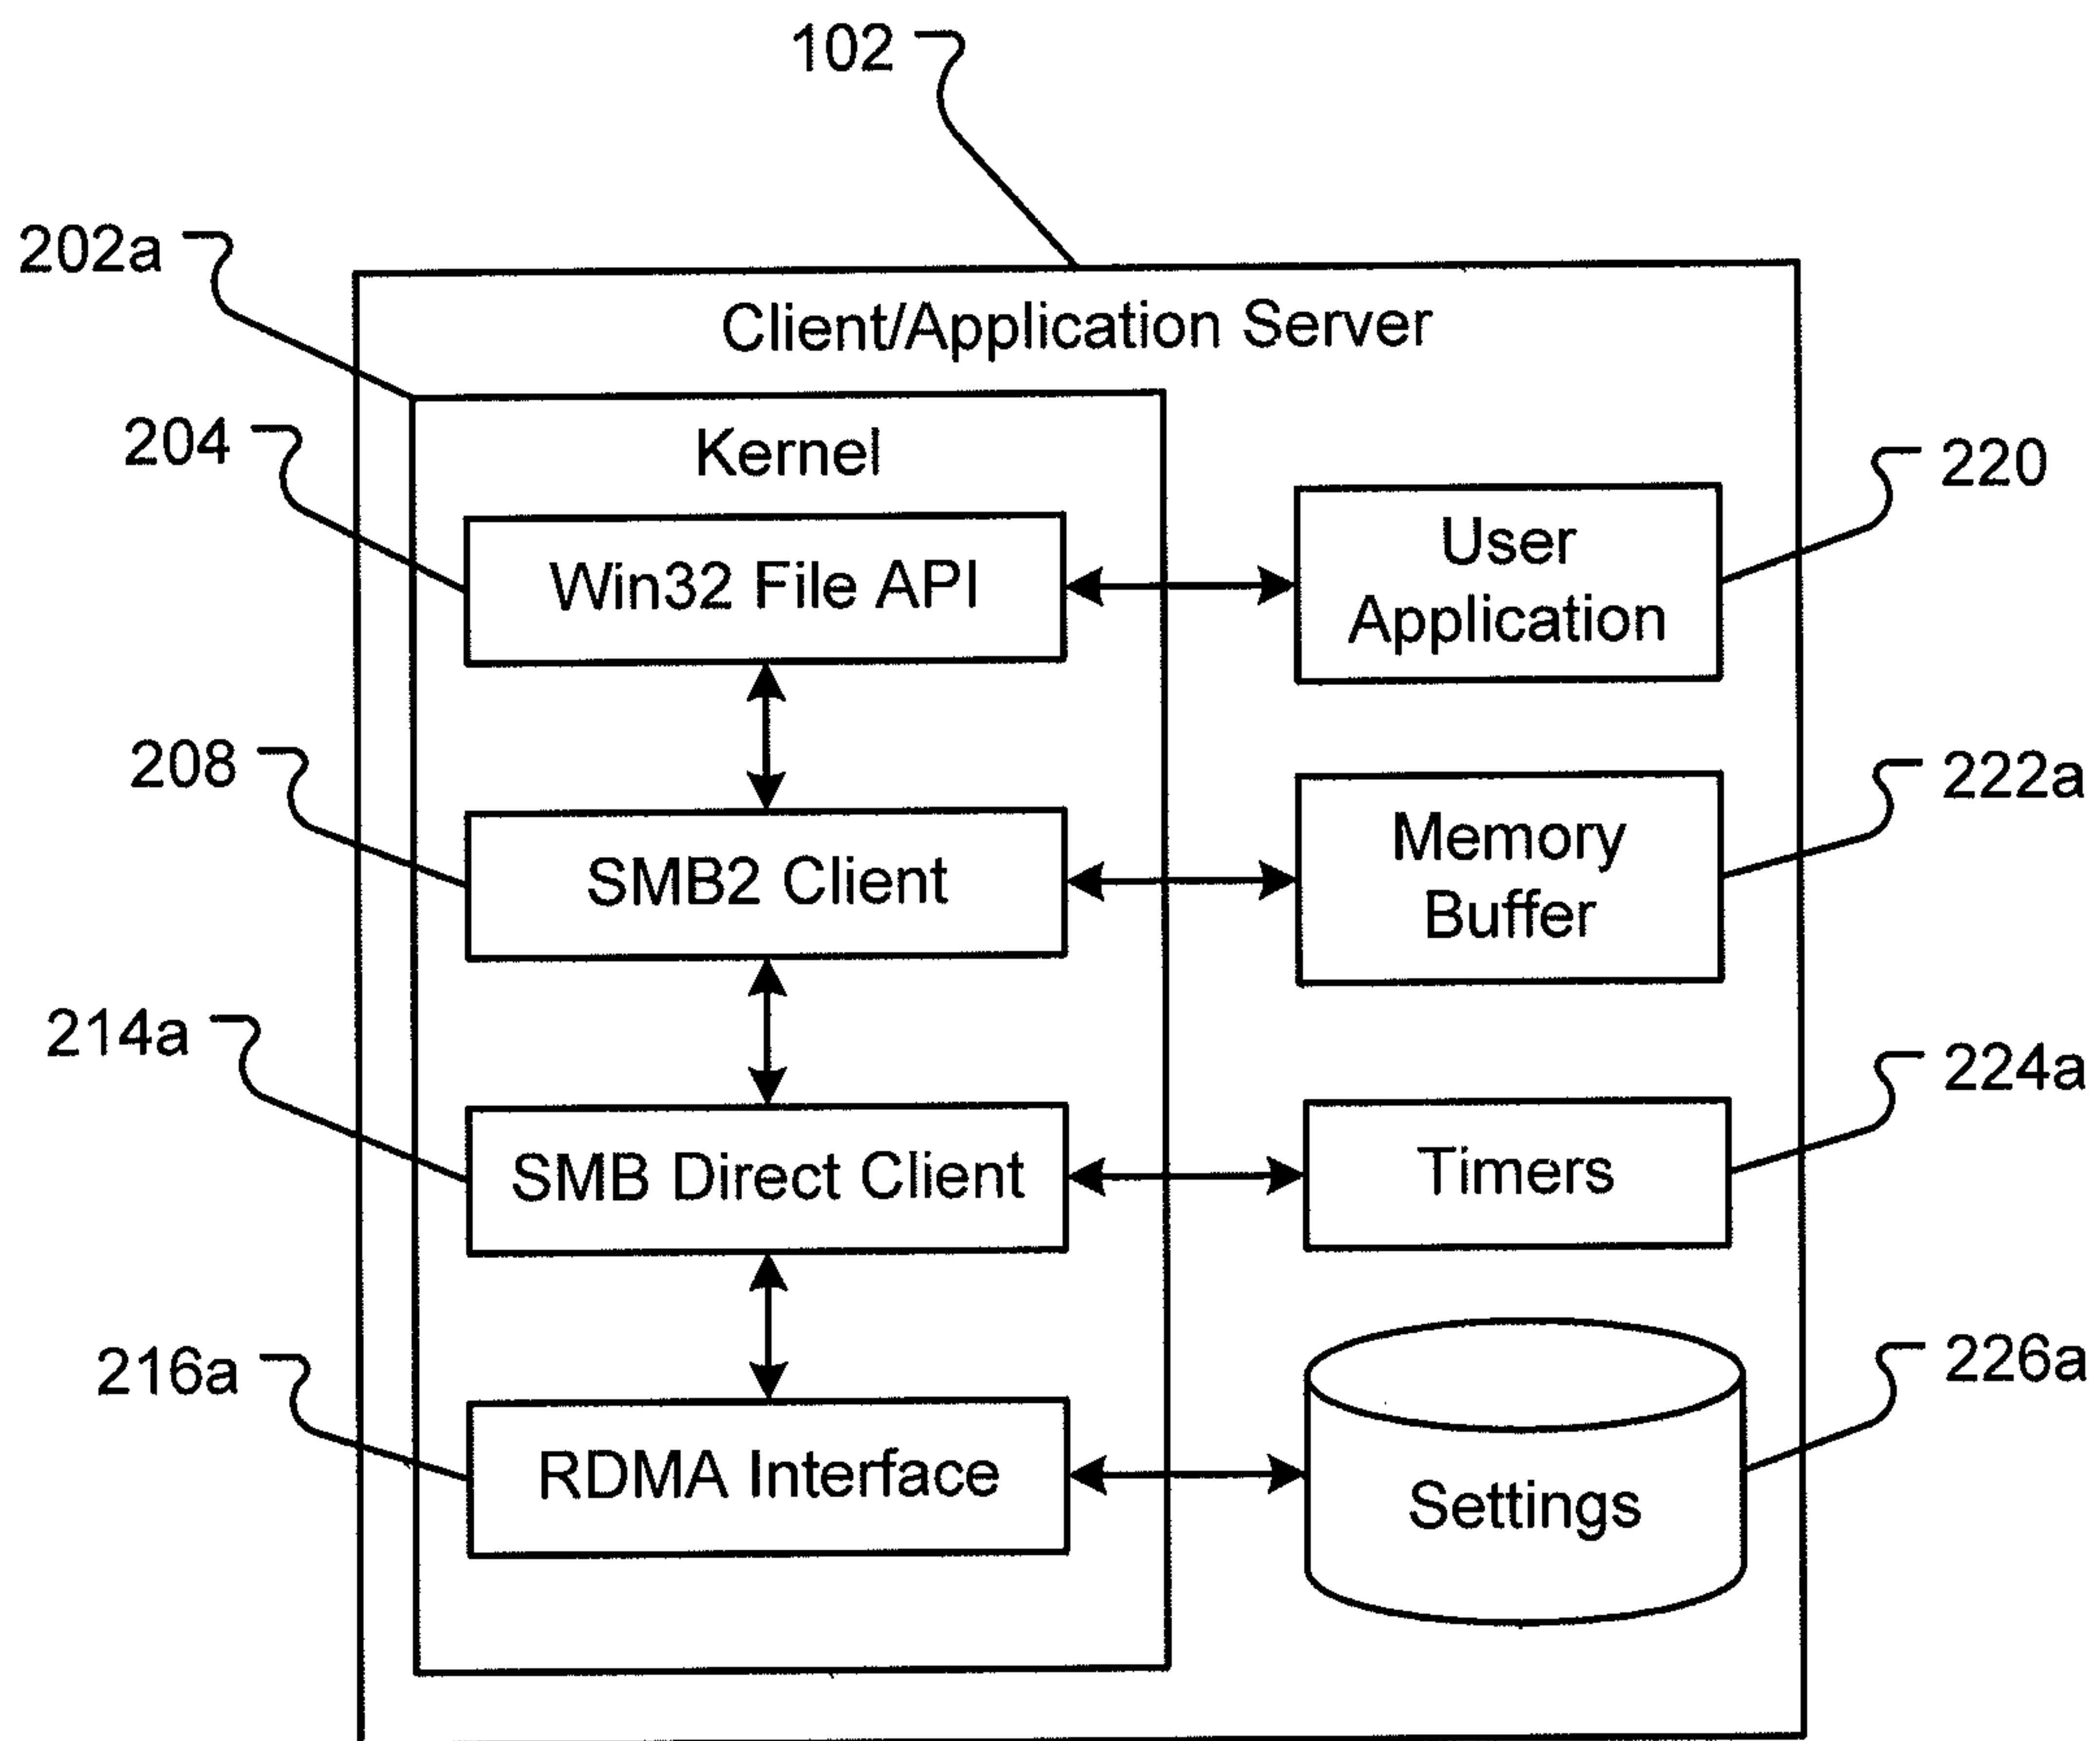 102
202a
Client/Application Server
204
Kernel
220
Win32 File API
User
Application
208
222a
SMB2 Client
Memory
Buffer
214a
224a
SMB Direct Client
Timers
216a
226a
RDMA Interface
Settings